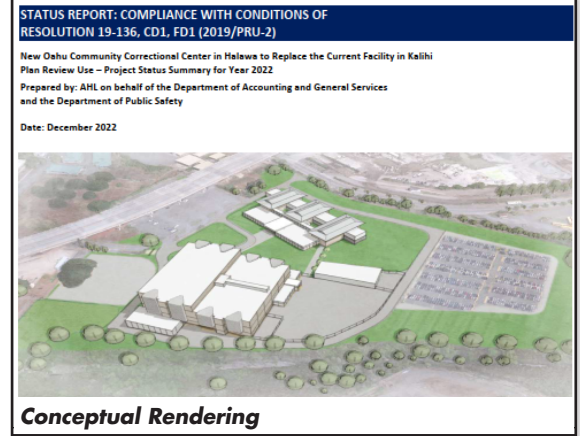 STATUS REPORT: COMPLIANCE WITH CONDITIONS OF
RESOLUTION 19-136, CD1, FD1 (2019/PRU-2)
New Oahu Community Correctional Center in Halawa to Replace the Current Facility in Kalihi
Plan Review Use – Project Status Summary for Year 2022
Prepared by: AHL on behalf of the Department of Accounting and General Services
and the Department of Public Safety
Date: December 2022
Conceptual Rendering